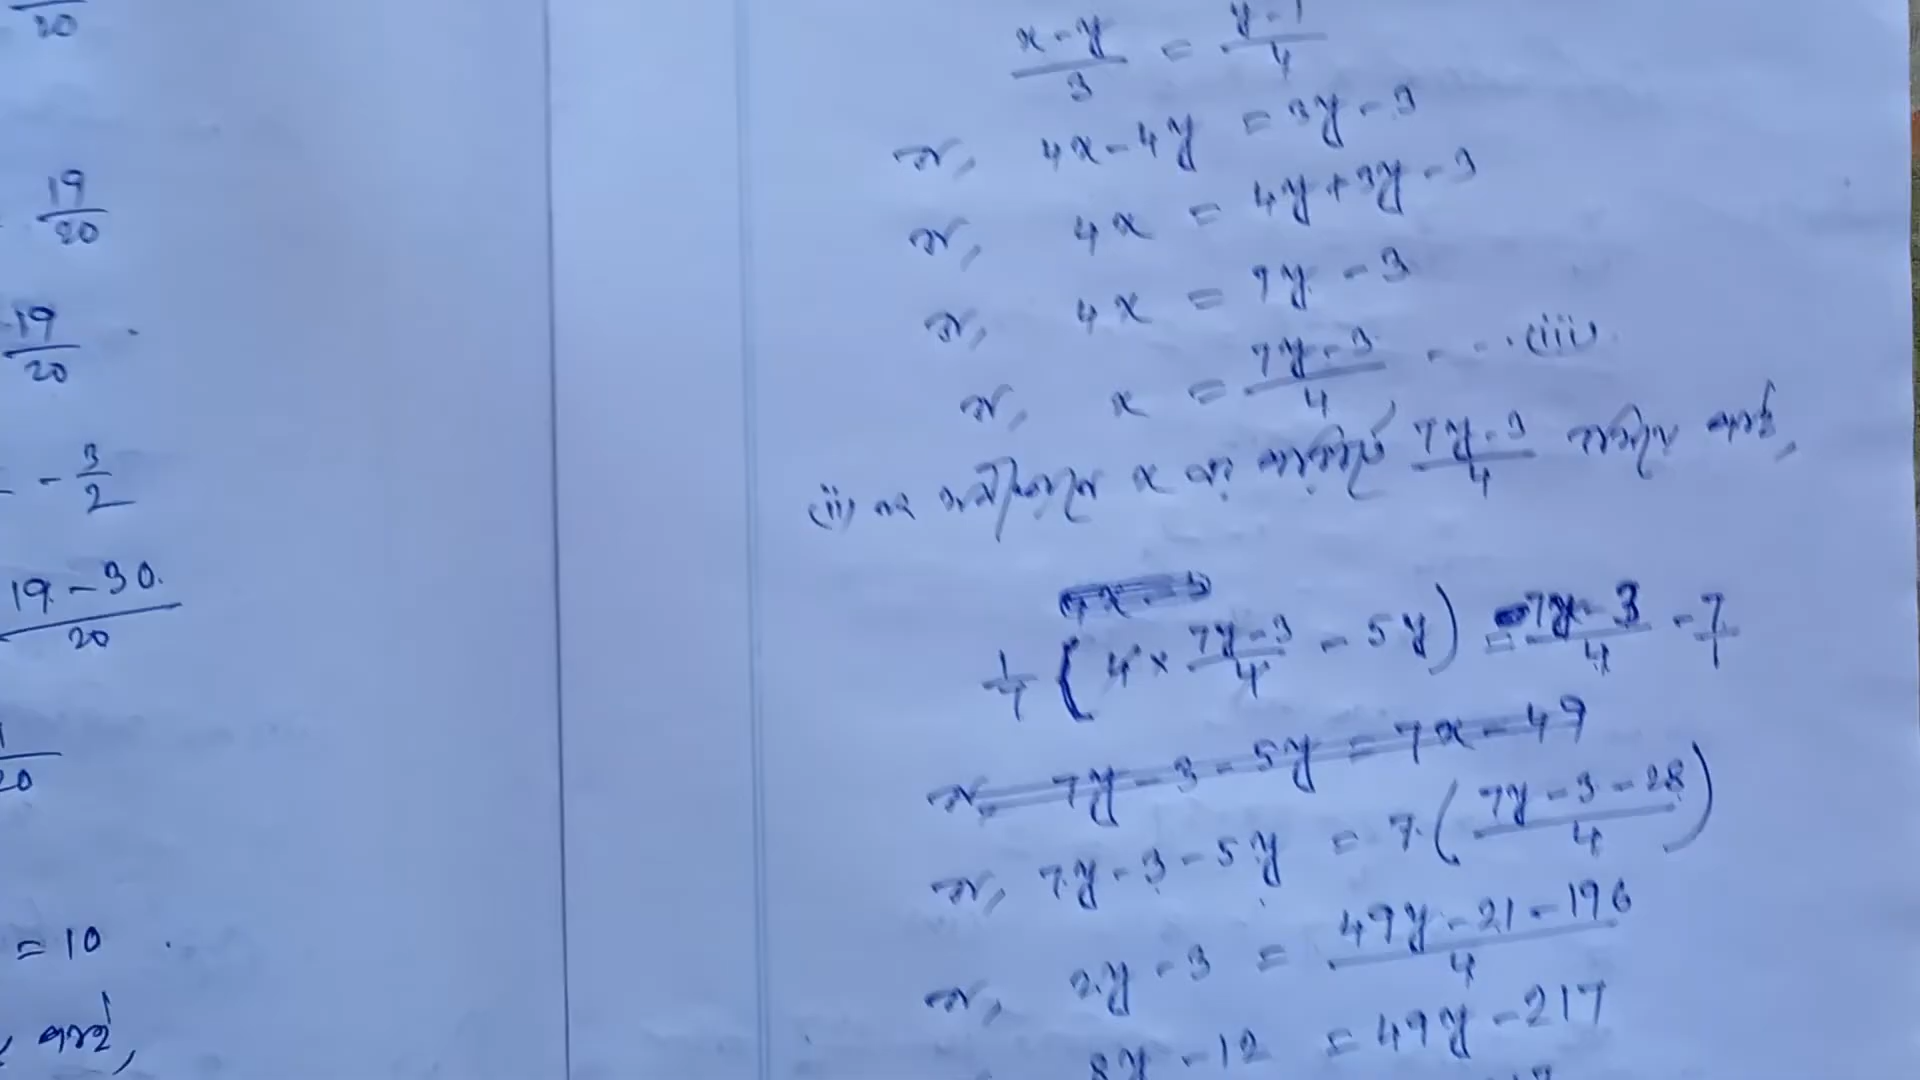 20
19/20
19/20
- 3/2
19 - 30 / 20
20
= 10
করে,
(x - y)/3 = (y - 1)/4
বা, 4x - 4y = 3y - 3
বা, 4x = 4y + 3y - 3
বা, 4x = 7y - 3
বা, x = (7y - 3)/4 ... (iii)
(ii) নং সমীকরণে x এর পরিবর্তে (7y - 3)/4 বসিয়ে পাই,
1/7 { 4 × (7y - 3)/4 - 5y ) = (7y - 3)/4 - 7/1
বা, 7y - 3 - 5y = 7x - 49
বা, 7y - 3 - 5y = 7 ( (7y - 3 - 28)/4 )
বা, 2y - 3 = (49y - 21 - 196)/4
8y - 12 = 49y - 217